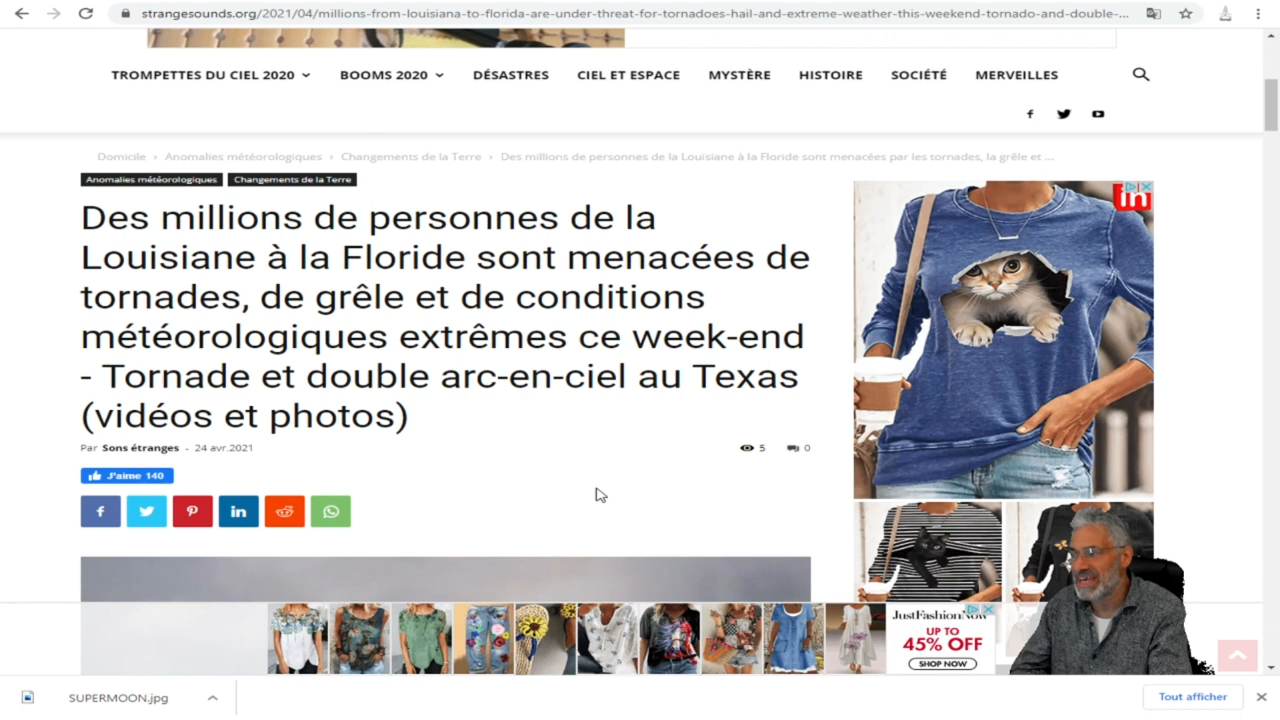 strangesounds.org/2021/04/millions-from-louisiana-to-florida-are-under-threat-for-tornadoes-hail-and-extreme-weather-this-weekend-tornado-and-double-...
TROMPETTES DU CIEL 2020 BOOMS 2020 DÉSASTRES CIEL ET ESPACE MYSTÈRE HISTOIRE SOCIÉTÉ MERVEILLES
Domicile › Anomalies météorologiques › Changements de la Terre › Des millions de personnes de la Louisiane à la Floride sont menacées par les tornades, la grêle et ...
Anomalies météorologiques Changements de la Terre
Des millions de personnes de la
Louisiane à la Floride sont menacées de
tornades, de grêle et de conditions
météorologiques extrêmes ce week-end
- Tornade et double arc-en-ciel au Texas
(vidéos et photos)
Par Sons étranges - 24 avr.2021 5 0
J'aime 140
in
JustFashionNow
UP TO
45% OFF
SHOP NOW
SUPERMOON.jpg
Tout afficher